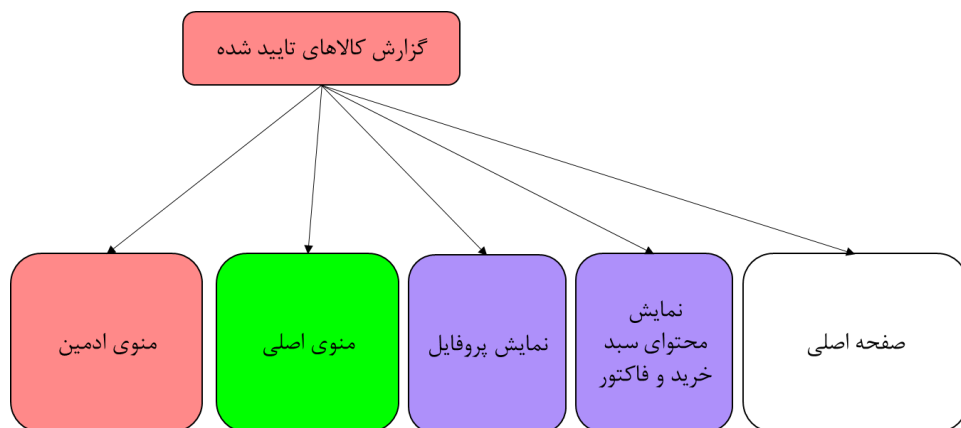 گزارش کالاهای تایید شده
صفحه اصلی
نمایش
محتوای سبد
خرید و فاکتور
نمایش پروفایل
منوی اصلی
منوی ادمین